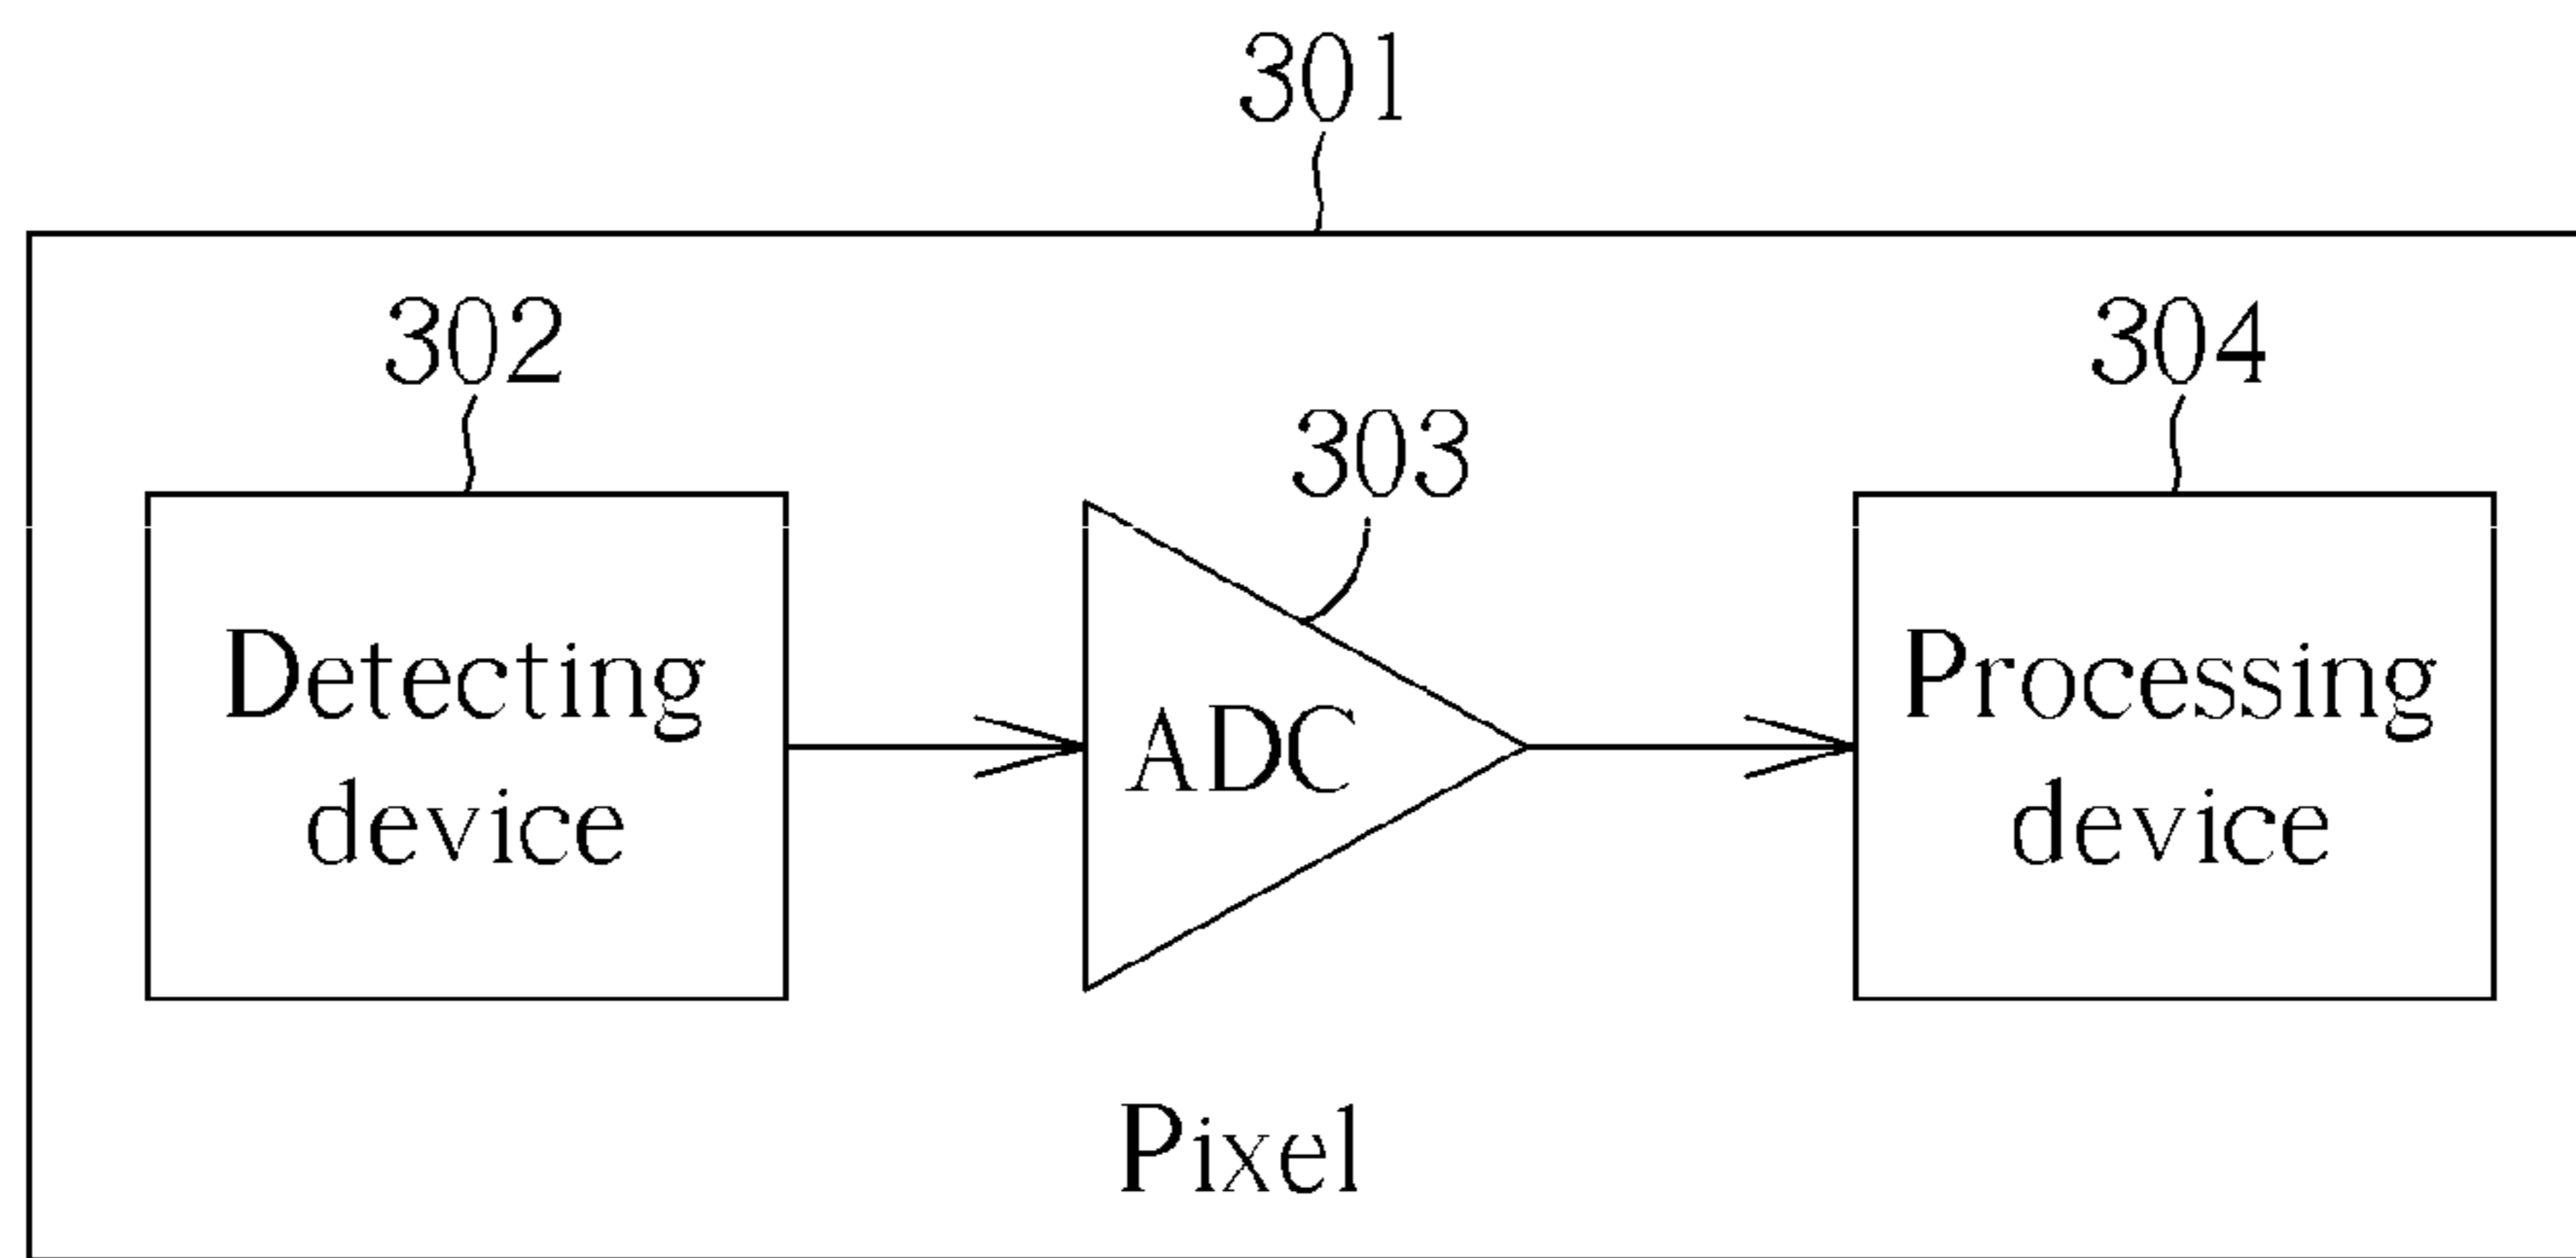 301
302
304
303
Detecting
device
ADC
Processing
device
Pixel